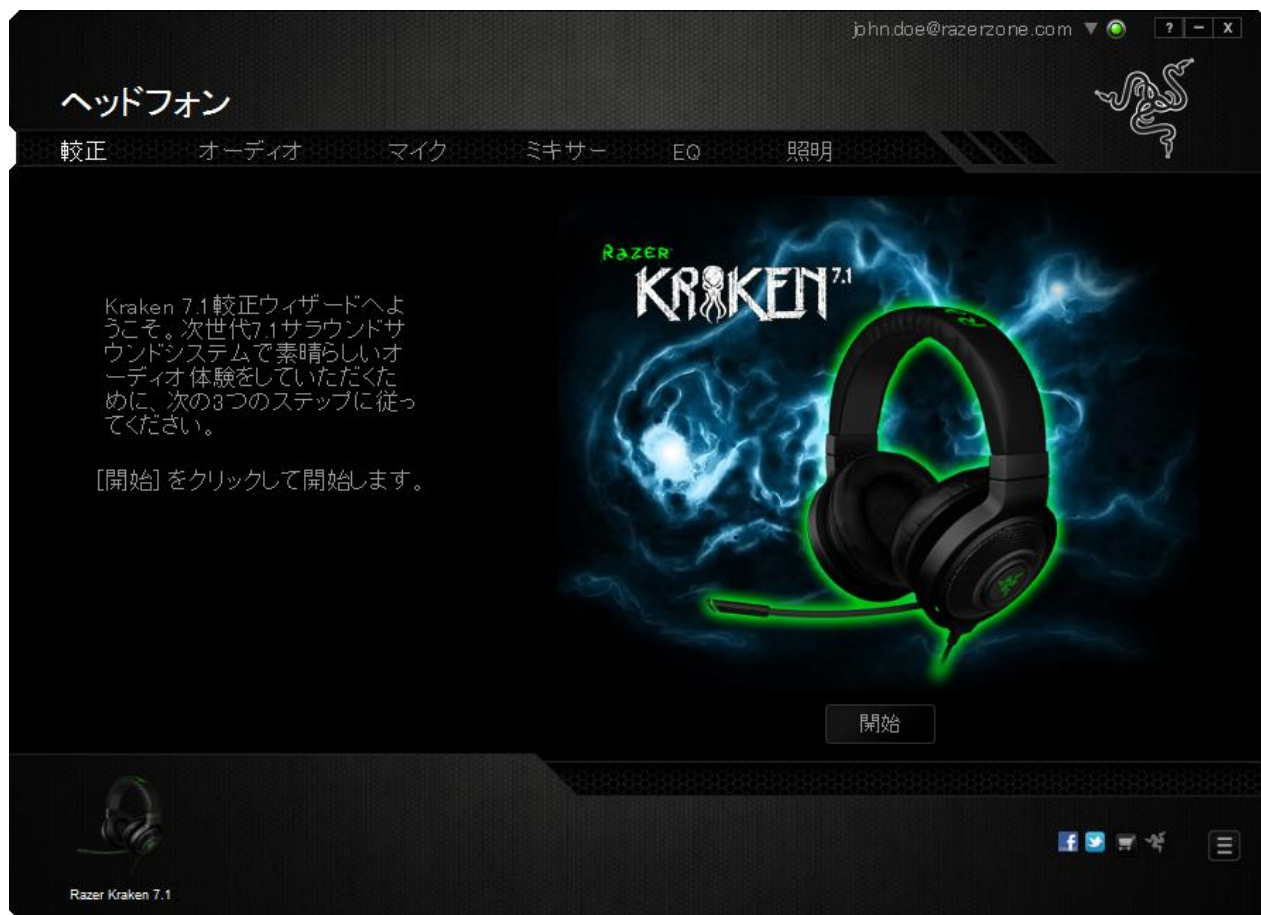 john.doe@razerzone.com
? − X
ヘッドフォン
較正 オーディオ マイク ミキサー EQ 照明
RAZER
KRAKEN 7.1
Kraken 7.1較正ウィザードへよ
うこそ。次世代7.1サラウンドサ
ウンドシステムで素晴らしいオ
ーディオ体験をしていただくた
めに、次の3つのステップに従っ
てください。
[開始] をクリックして開始します。
開始
Razer Kraken 7.1